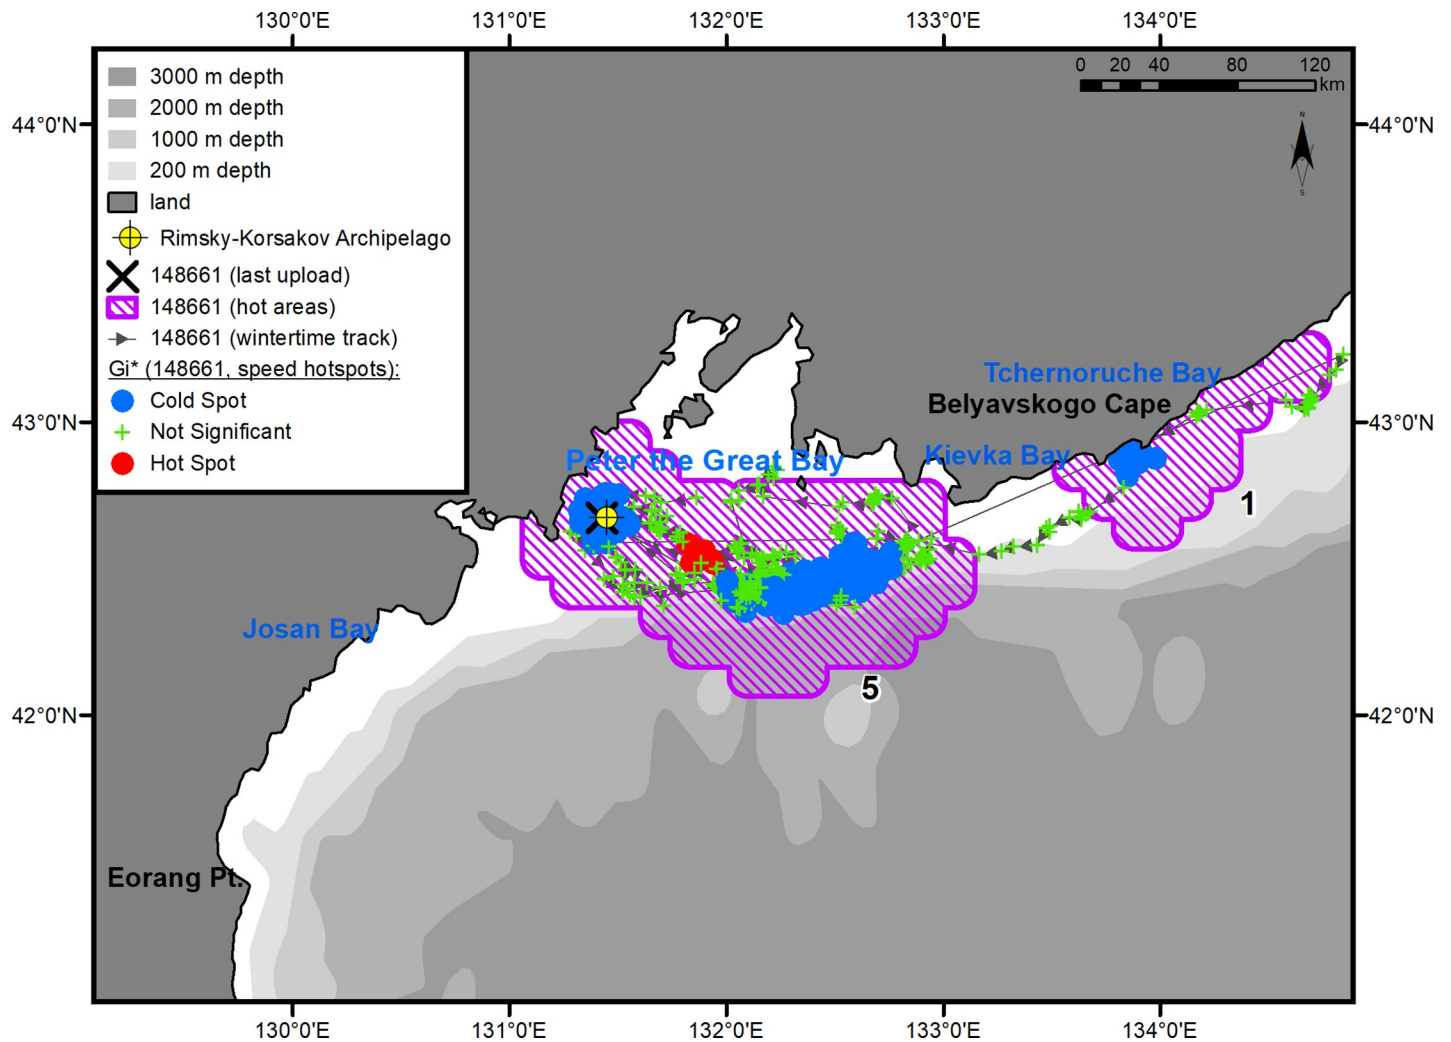 130°0'E 131°0'E 132°0'E 133°0'E 134°0'E
3000 m depth
2000 m depth
1000 m depth
200 m depth
land
Rimsky-Korsakov Archipelago
148661 (last upload)
148661 (hot areas)
148661 (wintertime track)
Gi* (148661, speed hotspots):
Cold Spot
Not Significant
Hot Spot
0 20 40 80 120
km
N
S
44°0'N 44°0'N
Tchernoruche Bay
Belyavskogo Cape
43°0'N 43°0'N
Kievka Bay
Peter the Great Bay
1
Josan Bay
5
42°0'N 42°0'N
Eorang Pt.
130°0'E 131°0'E 132°0'E 133°0'E 134°0'E